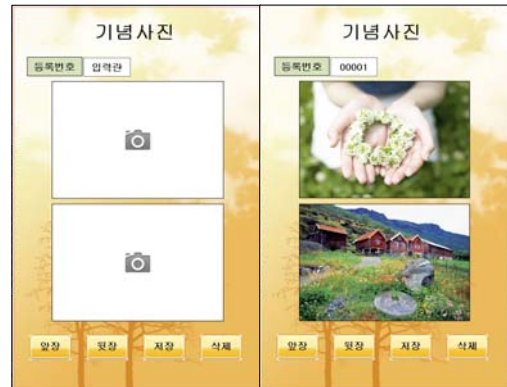 기념사진
등록번호 입력란
앞장 뒷장 저장 삭제
기념사진
등록번호 00001
앞장 뒷장 저장 삭제